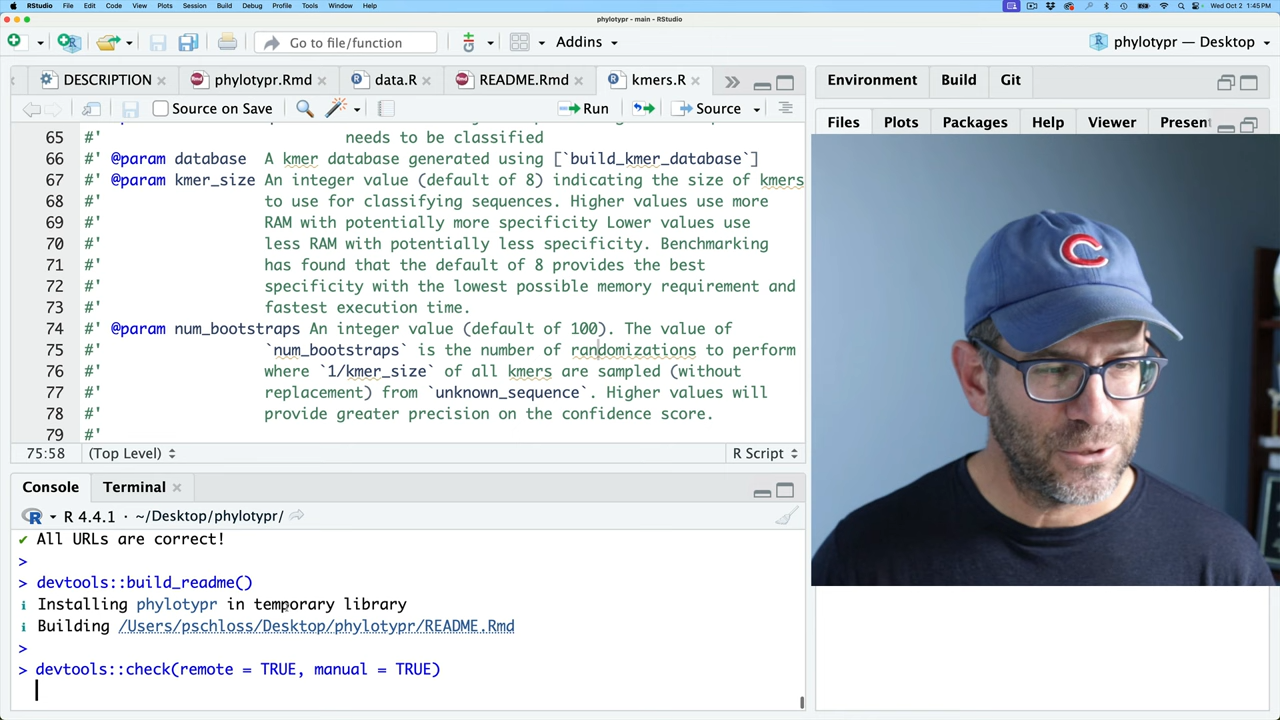 RStudio File Edit Code View Plots Session Build Debug Profile Tools Window Help Wed Oct 2 1:45 PM
phylotypr - main - RStudio
Go to file/function Addins phylotypr — Desktop
DESCRIPTION phylotypr.Rmd data.R README.Rmd kmers.R
Source on Save Run Source
65 #' needs to be classified
66 #' @param database A kmer database generated using [`build_kmer_database`]
67 #' @param kmer_size An integer value (default of 8) indicating the size of kmers
68 #' to use for classifying sequences. Higher values use more
69 #' RAM with potentially more specificity Lower values use
70 #' less RAM with potentially less specificity. Benchmarking
71 #' has found that the default of 8 provides the best
72 #' specificity with the lowest possible memory requirement and
73 #' fastest execution time.
74 #' @param num_bootstraps An integer value (default of 100). The value of
75 #' `num_bootstraps` is the number of randomizations to perform
76 #' where `1/kmer_size` of all kmers are sampled (without
77 #' replacement) from `unknown_sequence`. Higher values will
78 #' provide greater precision on the confidence score.
79 #'
75:58 (Top Level) R Script
Console Terminal
R 4.4.1 · ~/Desktop/phylotypr/
✔ All URLs are correct!
>
> devtools::build_readme()
ℹ Installing phylotypr in temporary library
ℹ Building /Users/pschloss/Desktop/phylotypr/README.Rmd
>
> devtools::check(remote = TRUE, manual = TRUE)
Environment Build Git
Files Plots Packages Help Viewer Present
C